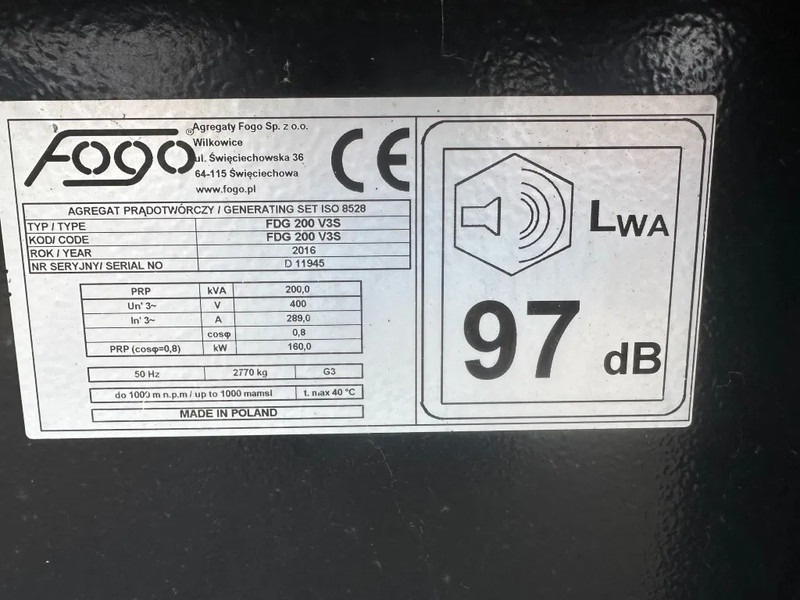 Fogo®
Agregaty Fogo Sp. z o.o.
Wilkowice
ul. Święciechowska 36
64-115 Święciechowa
www.fogo.pl
CE
AGREGAT PRĄDOTWÓRCZY / GENERATING SET ISO 8528
TYP / TYPE FDG 200 V3S
KOD/ CODE FDG 200 V3S
ROK / YEAR 2016
NR SERYJNY/ SERIAL NO D 11945
PRP kVA 200,0
Un' 3~ V 400
In' 3~ A 289,0
cosφ 0,8
PRP (cosφ=0,8) kW 160,0
50 Hz 2770 kg G3
do 1000 m n.p.m / up to 1000 mamsl t. max 40 °C
MADE IN POLAND
LWA
97 dB